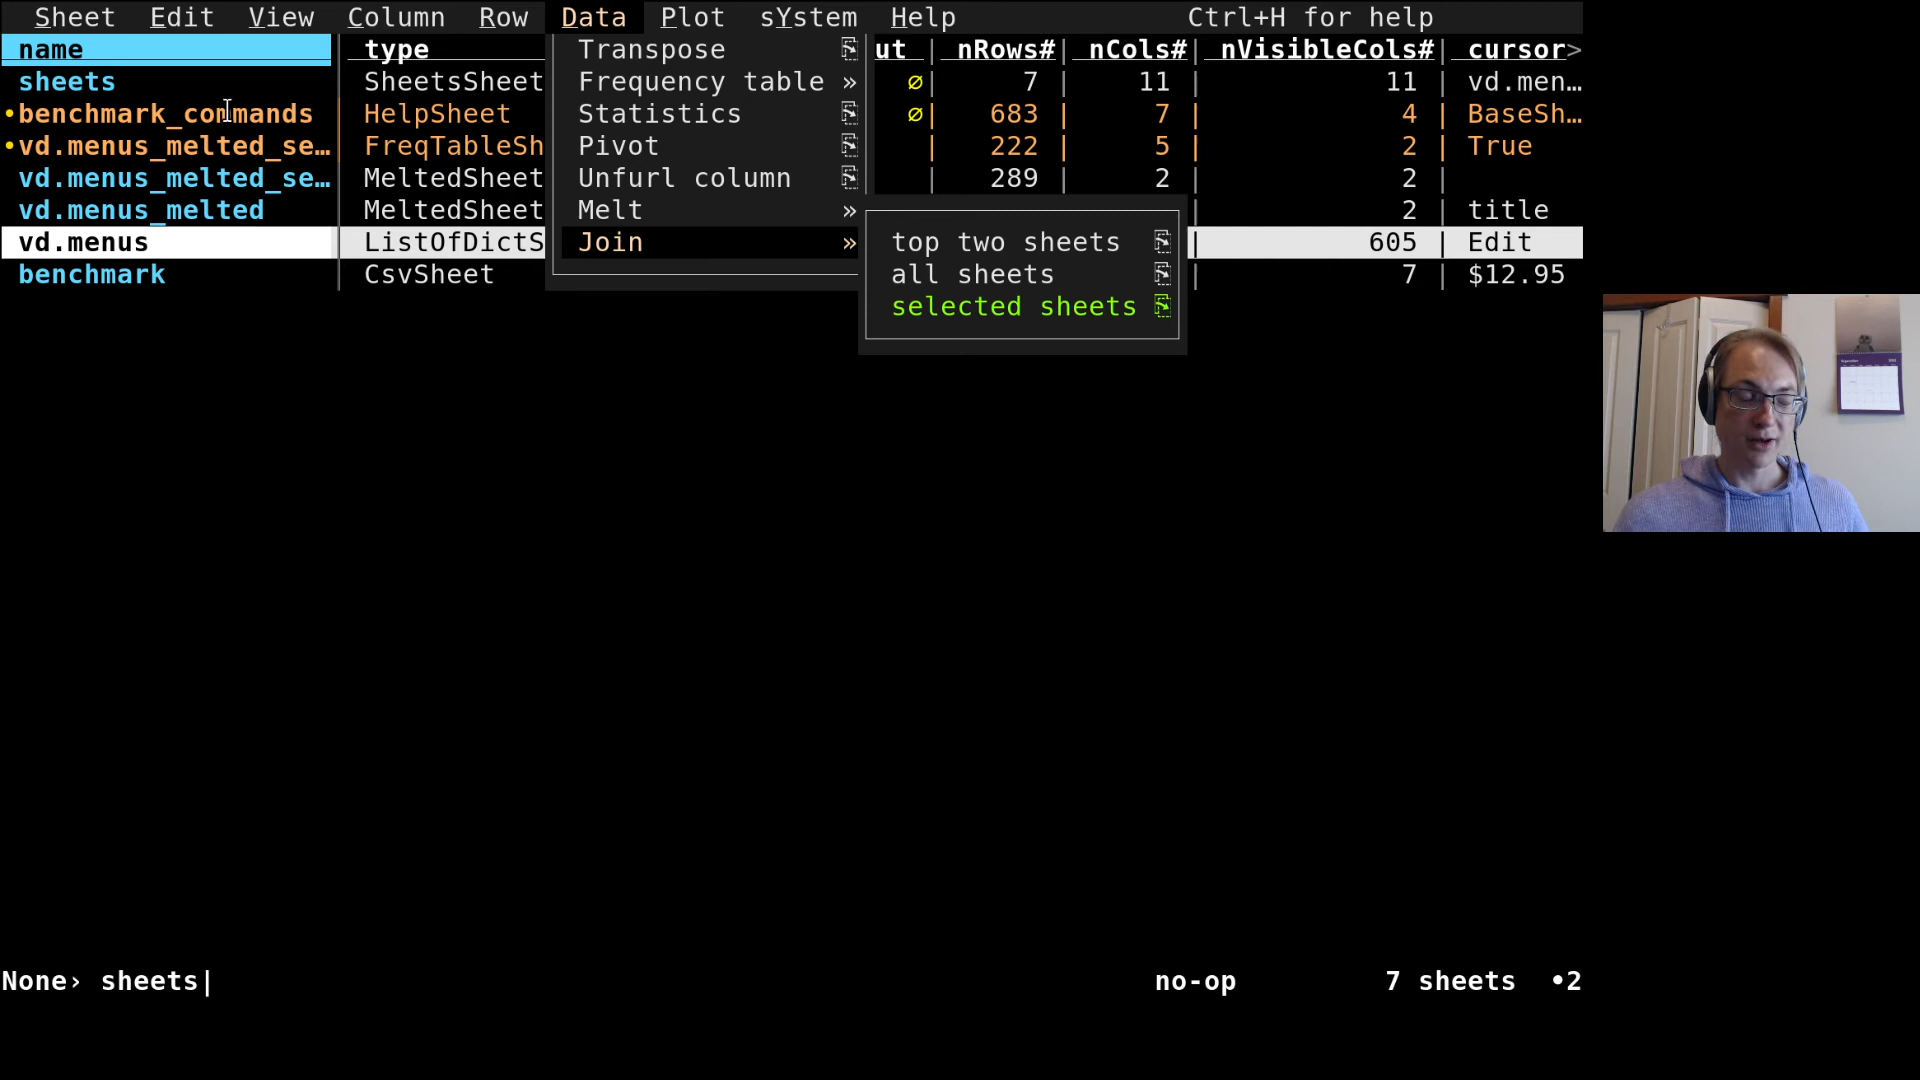 Sheet Edit View Column Row Data Plot sYstem Help Ctrl+H for help
name type Transpose ut nRows# nCols# nVisibleCols# cursor>
sheets SheetsSheet Frequency table » ∅| 7 | 11 | 11 | vd.men…
•benchmark_commands HelpSheet Statistics ∅| 683 | 7 | 4 | BaseSh…
•vd.menus_melted_se… FreqTableSh Pivot | 222 | 5 | 2 | True
vd.menus_melted_se… MeltedSheet Unfurl column | 289 | 2 | 2 |
vd.menus_melted MeltedSheet Melt » | 2 | title
vd.menus ListOfDictS Join » top two sheets | 605 | Edit
benchmark CsvSheet all sheets | 7 | $12.95
selected sheets
None› sheets| no-op 7 sheets •2